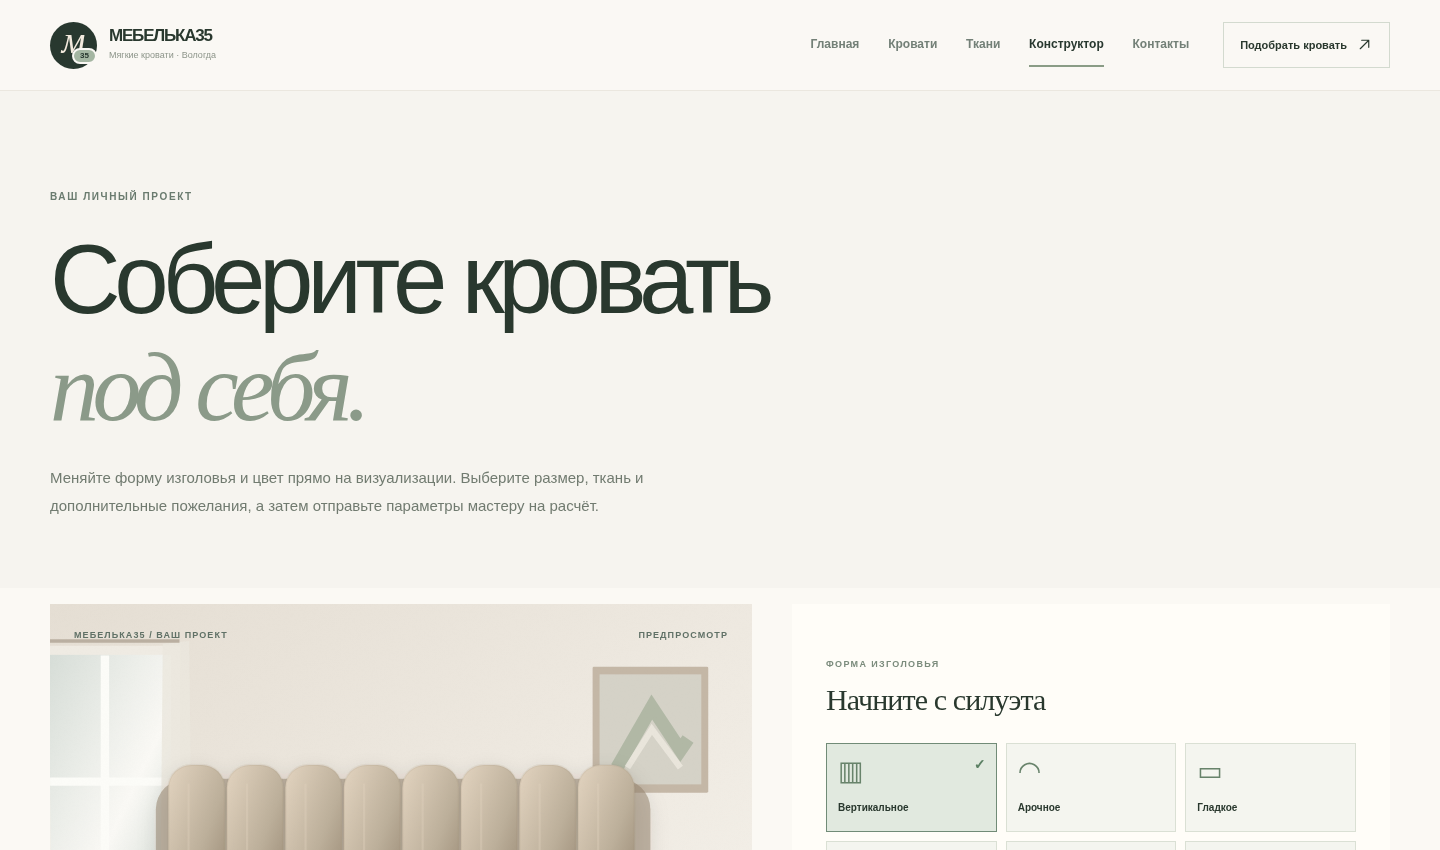 М
35
МЕБЕЛЬКА35
Мягкие кровати · Вологда
Главная
Кровати
Ткани
Конструктор
Контакты
Подобрать кровать
ВАШ ЛИЧНЫЙ ПРОЕКТ
Соберите кровать
под себя.
Меняйте форму изголовья и цвет прямо на визуализации. Выберите размер, ткань и
дополнительные пожелания, а затем отправьте параметры мастеру на расчёт.
МЕБЕЛЬКА35 / ВАШ ПРОЕКТ
ПРЕДПРОСМОТР
ФОРМА ИЗГОЛОВЬЯ
Начните с силуэта
Вертикальное
Арочное
Гладкое